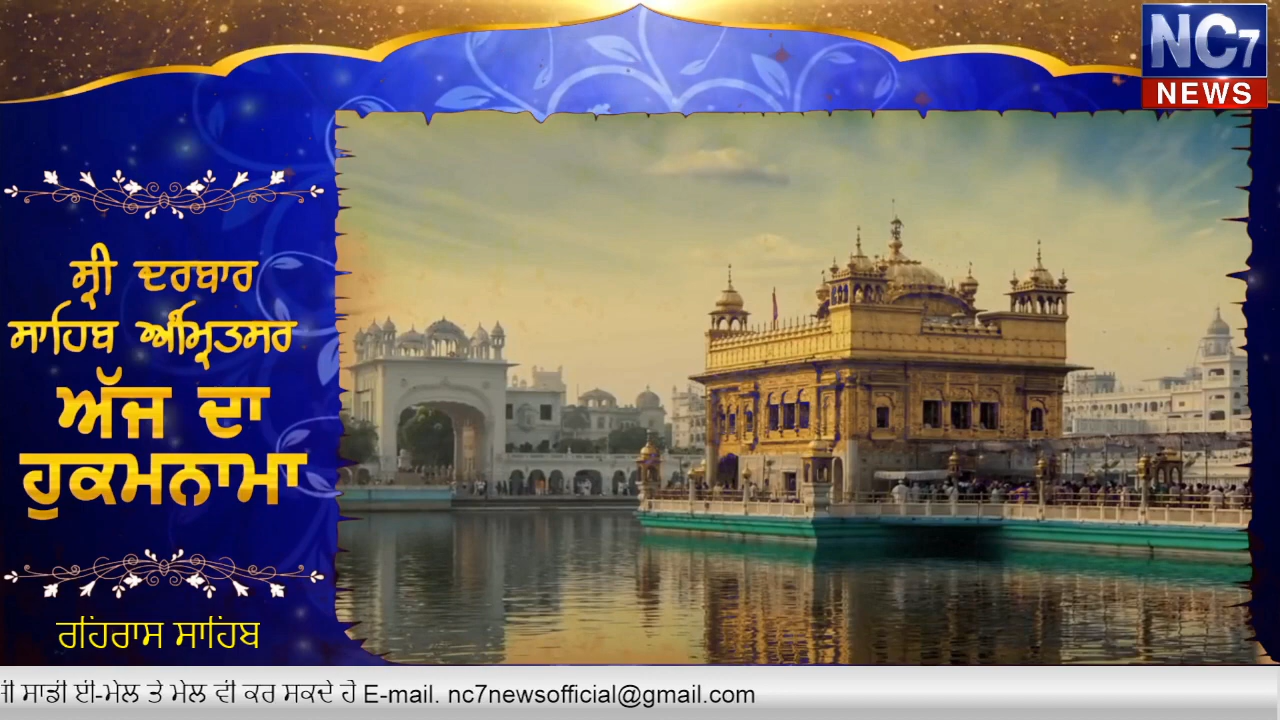 NC7
NEWS
ਸ੍ਰੀ ਦਰਬਾਰ
ਸਾਹਿਬ ਅੰਮ੍ਰਿਤਸਰ
ਅੱਜ ਦਾ
ਹੁਕਮਨਾਮਾ
ਰਹਿਰਾਸ ਸਾਹਿਬ
ਸਾਡੀ ਈ-ਮੇਲ ਤੇ ਮੇਲ ਵੀ ਕਰ ਸਕਦੇ ਹੋ E-mail. nc7newsofficial@gmail.com